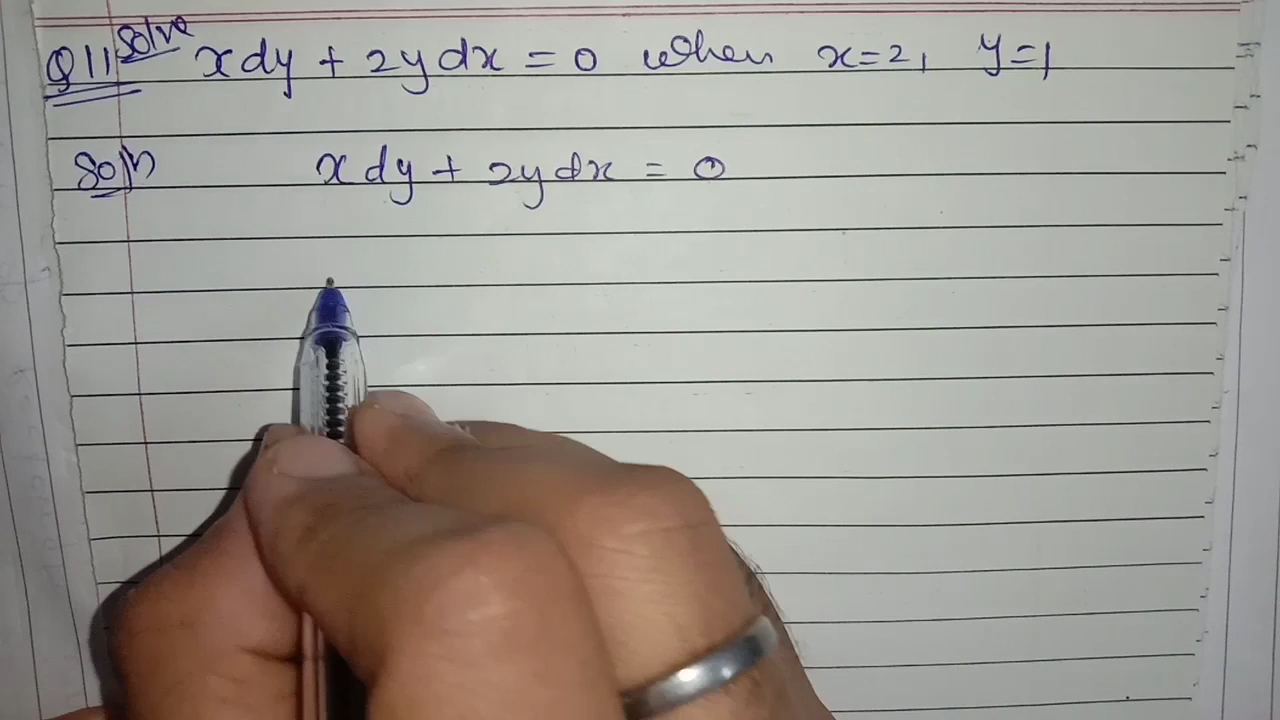 Q11 Solve x dy + 2y dx = 0 when x=2, y=1
Soln x dy + 2y dx = 0